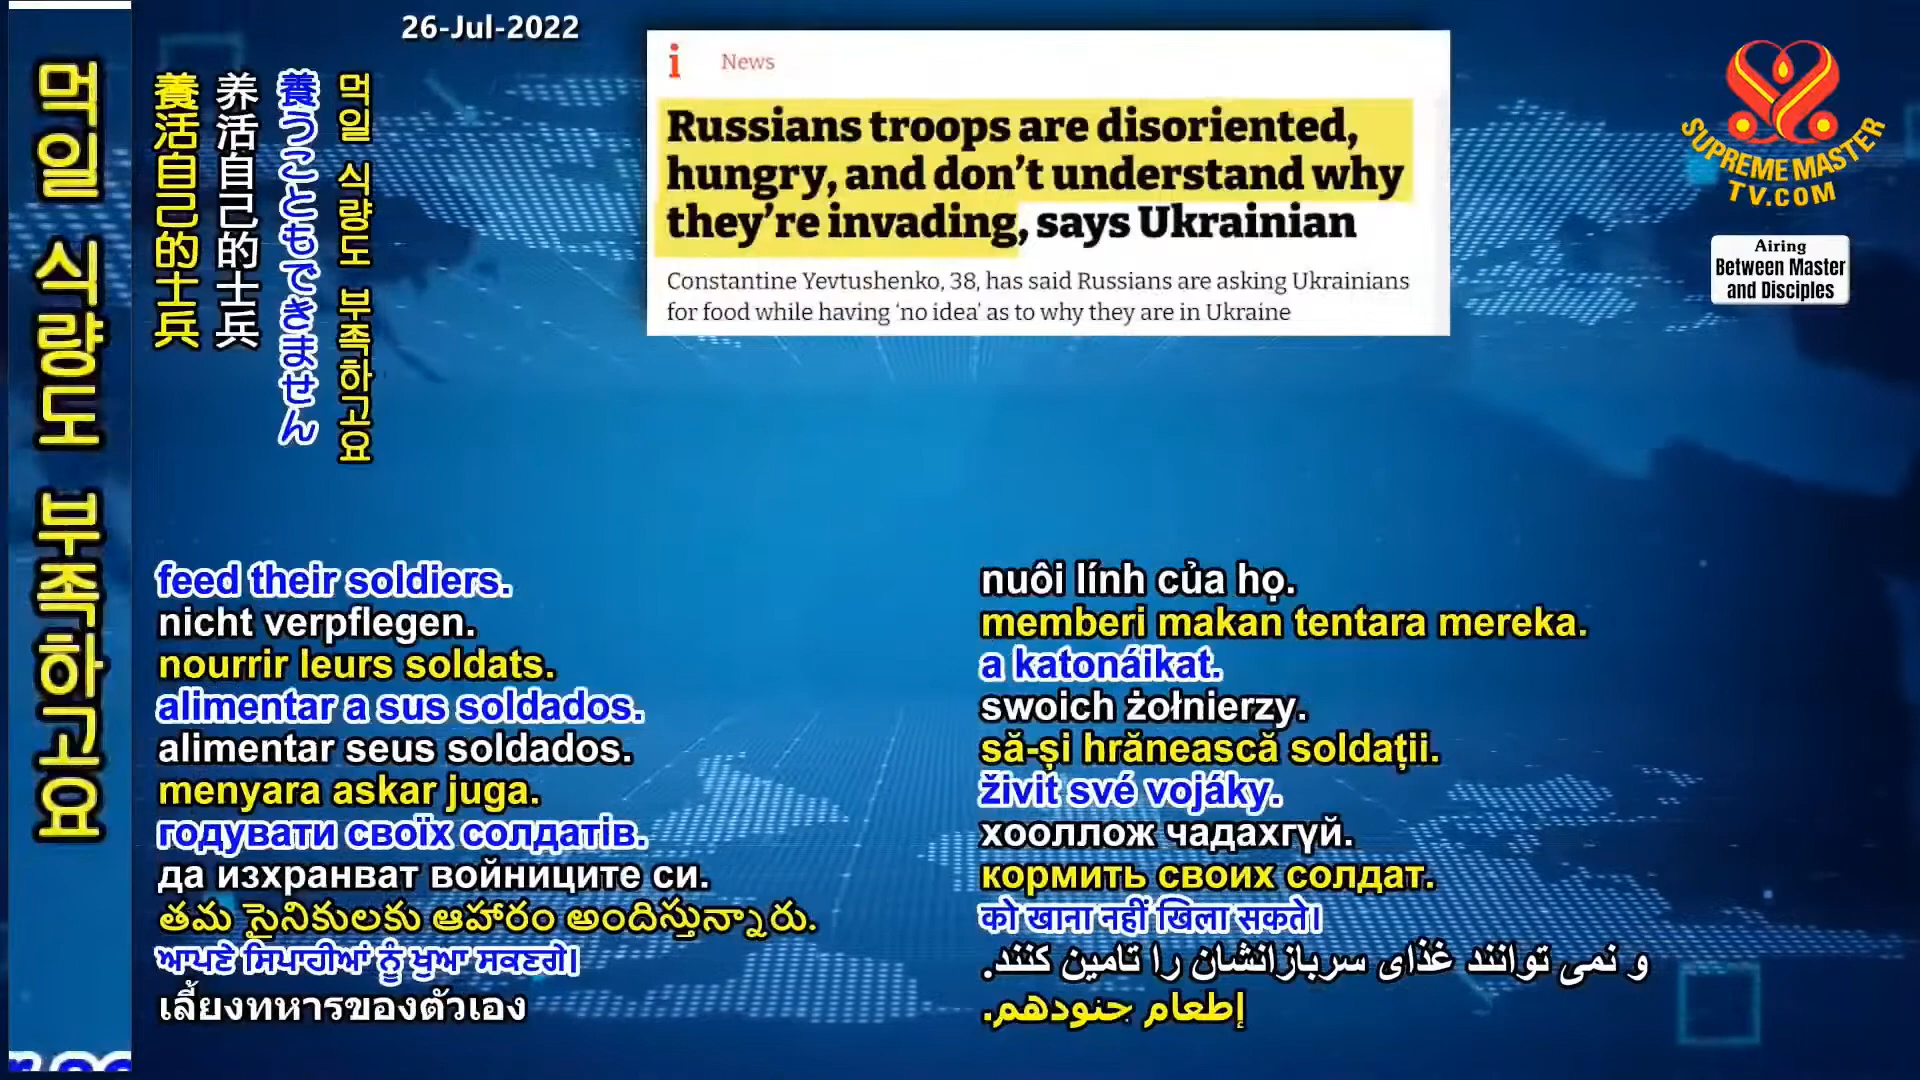 26-Jul-2022
i News
Russians troops are disoriented,
hungry, and don't understand why
they're invading, says Ukrainian
Constantine Yevtushenko, 38, has said Russians are asking Ukrainians
for food while having 'no idea' as to why they are in Ukraine
SUPREME MASTER
TV.COM
Airing
Between Master
and Disciples
먹일 식량도 부족하고요
養活自己的士兵
养活自己的士兵
養うこともできません
먹일 식량도 부족하고요
feed their soldiers.
nicht verpflegen.
nourrir leurs soldats.
alimentar a sus soldados.
alimentar seus soldados.
menyara askar juga.
годувати своїх солдатів.
да изхранват войниците си.
తమ సైనికులకు ఆహారం అందిస్తున్నారు.
ਆਪਣੇ ਸਿਪਾਹੀਆਂ ਨੂੰ ਖੁਆ ਸਕਣਗੇ।
เลี้ยงทหารของตัวเอง
nuôi lính của họ.
memberi makan tentara mereka.
a katonáikat.
swoich żołnierzy.
să-și hrănească soldații.
živit své vojáky.
хооллож чадахгүй.
кормить своих солдат.
को खाना नहीं खिला सकते।
و نمی توانند غذای سربازانشان را تامین کنند.
إطعام جنودهم.